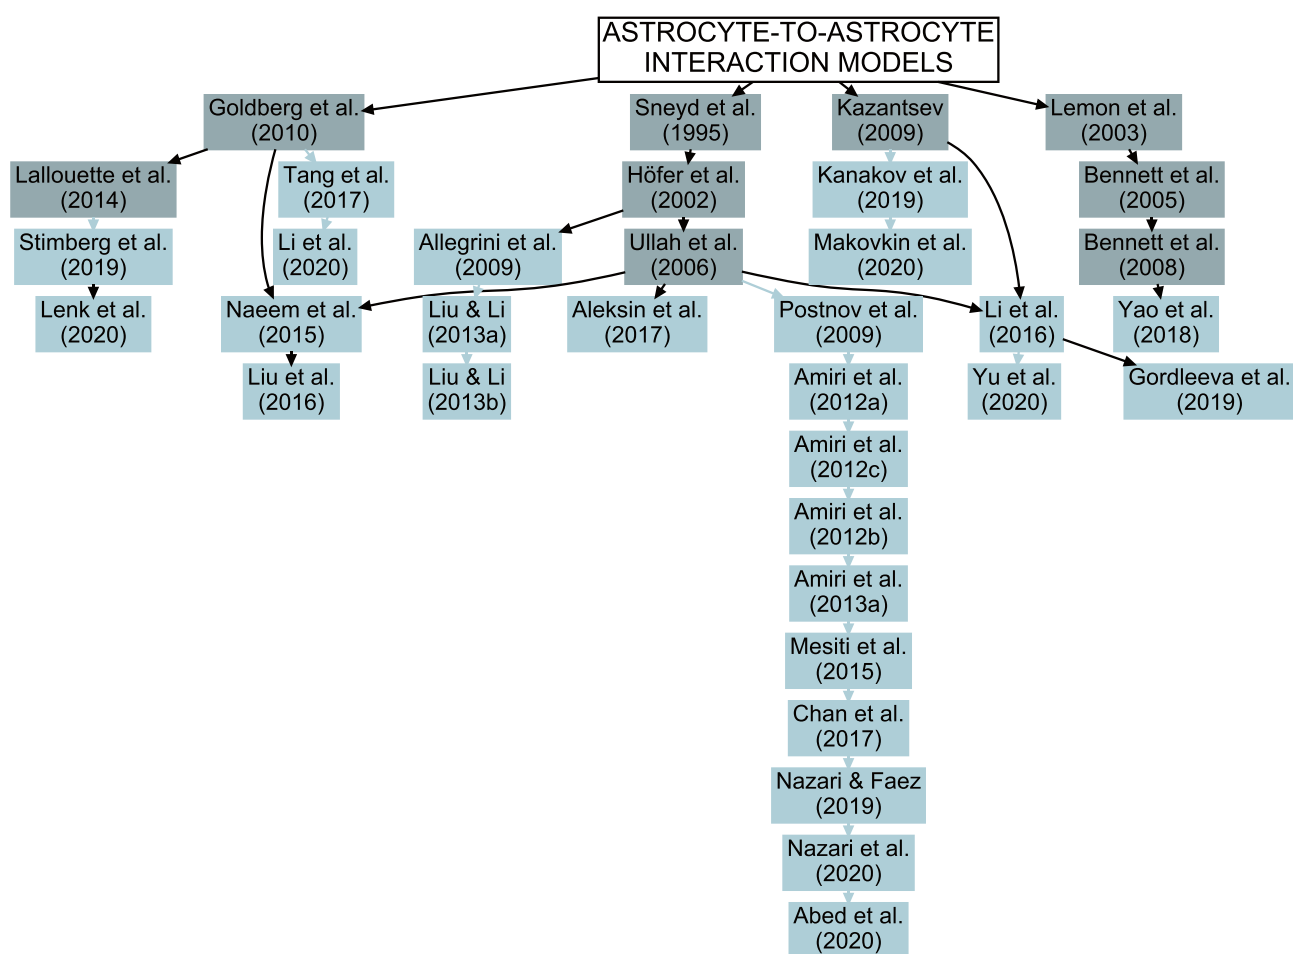 ASTROCYTE-TO-ASTROCYTE
INTERACTION MODELS
Goldberg et al.
(2010)
Sneyd et al.
(1995)
Kazantsev
(2009)
Lemon et al.
(2003)
Lallouette et al.
(2014)
Tang et al.
(2017)
Höfer et al.
(2002)
Kanakov et al.
(2019)
Bennett et al.
(2005)
Stimberg et al.
(2019)
Li et al.
(2020)
Allegrini et al.
(2009)
Ullah et al.
(2006)
Makovkin et al.
(2020)
Bennett et al.
(2008)
Lenk et al.
(2020)
Naeem et al.
(2015)
Liu & Li
(2013a)
Aleksin et al.
(2017)
Postnov et al.
(2009)
Li et al.
(2016)
Yao et al.
(2018)
Liu et al.
(2016)
Liu & Li
(2013b)
Amiri et al.
(2012a)
Yu et al.
(2020)
Gordleeva et al.
(2019)
Amiri et al.
(2012c)
Amiri et al.
(2012b)
Amiri et al.
(2013a)
Mesiti et al.
(2015)
Chan et al.
(2017)
Nazari & Faez
(2019)
Nazari et al.
(2020)
Abed et al.
(2020)